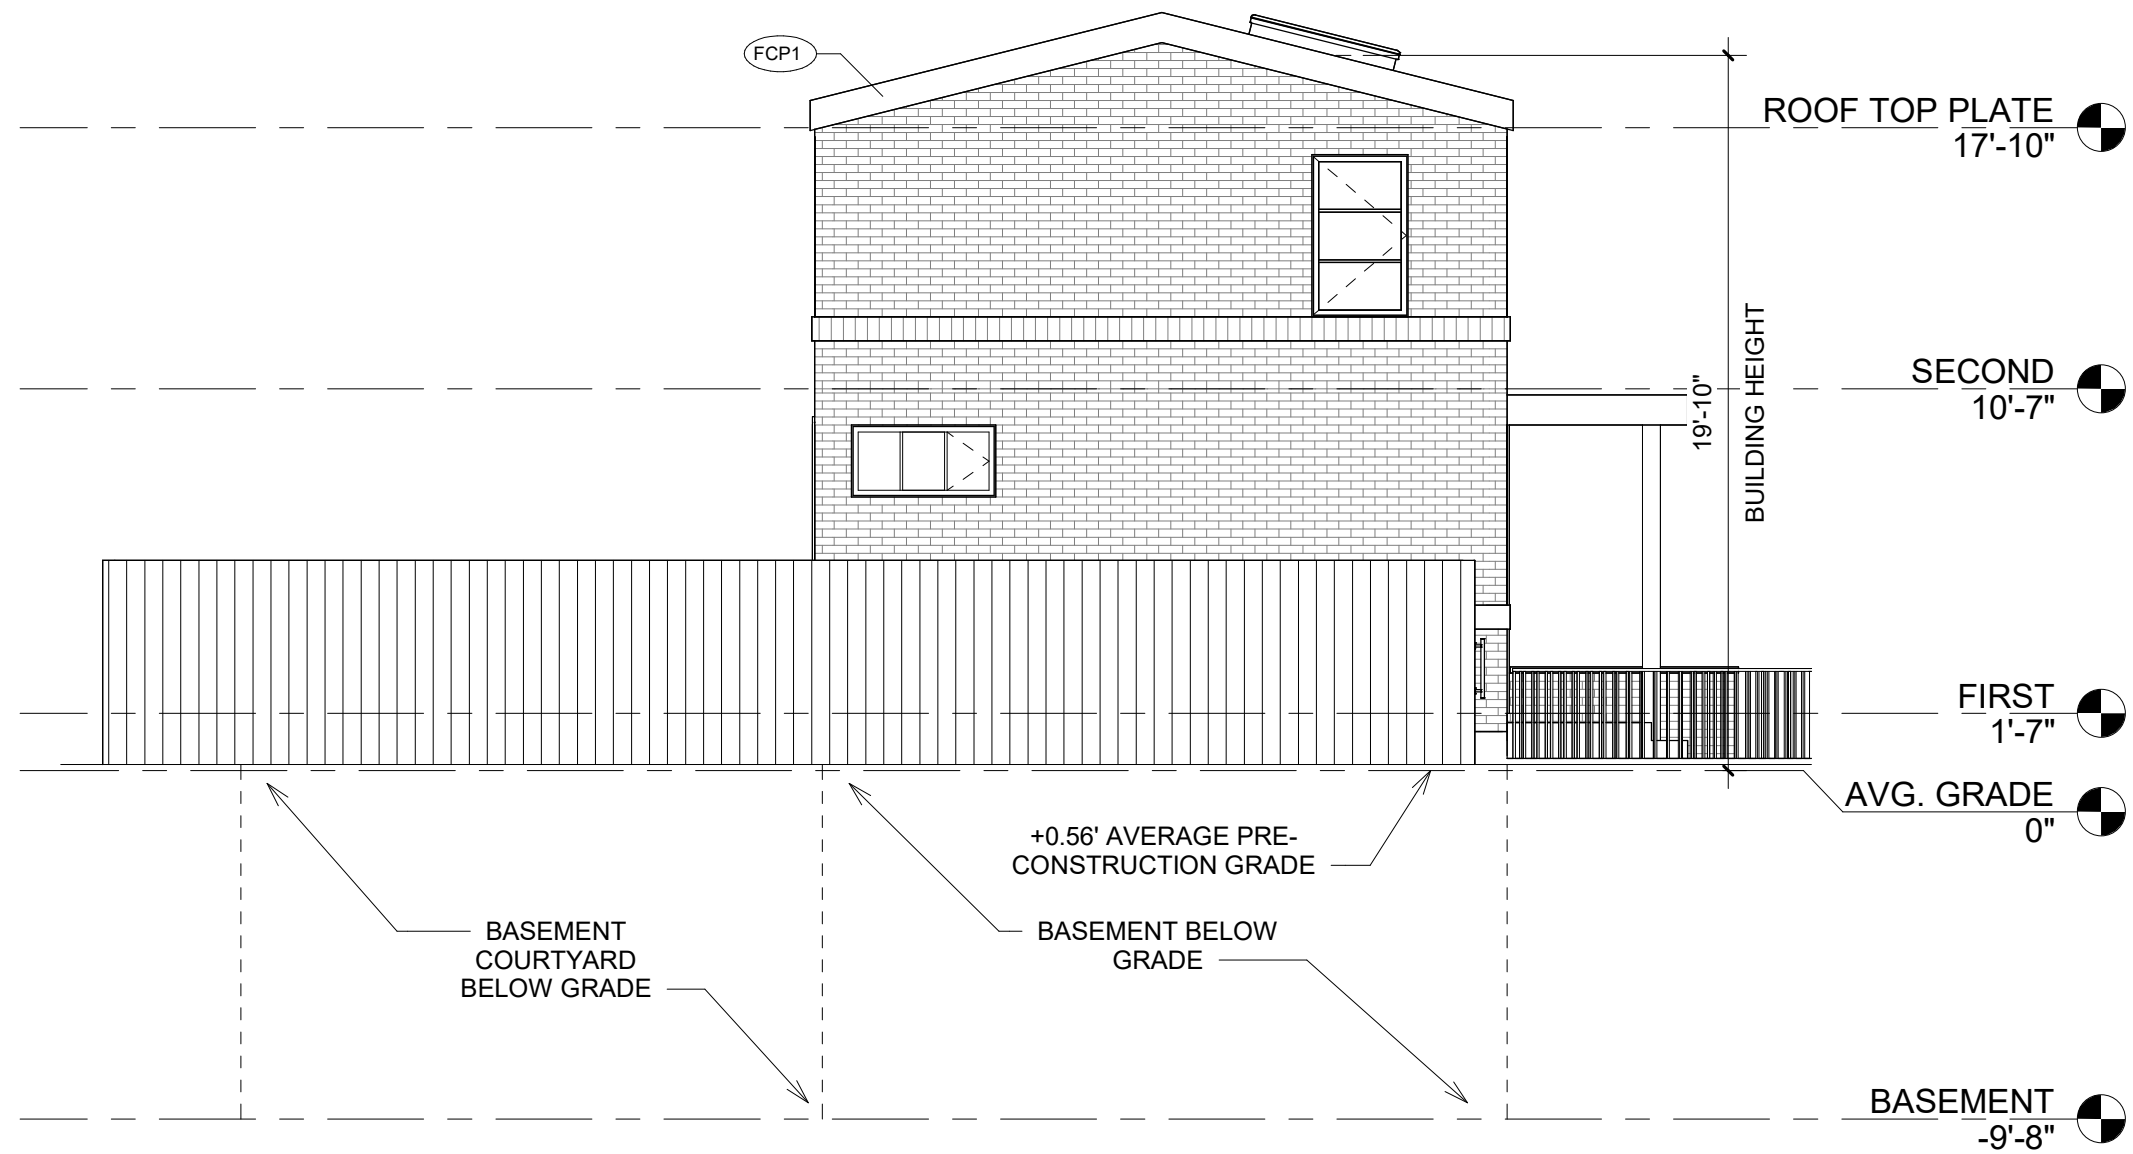 FCP1
ROOF TOP PLATE
17'-10"
SECOND
10'-7"
19'-10"
BUILDING HEIGHT
FIRST
1'-7"
AVG. GRADE
0"
+0.56' AVERAGE PRE-
CONSTRUCTION GRADE
BASEMENT
COURTYARD
BELOW GRADE
BASEMENT BELOW
GRADE
BASEMENT
-9'-8"